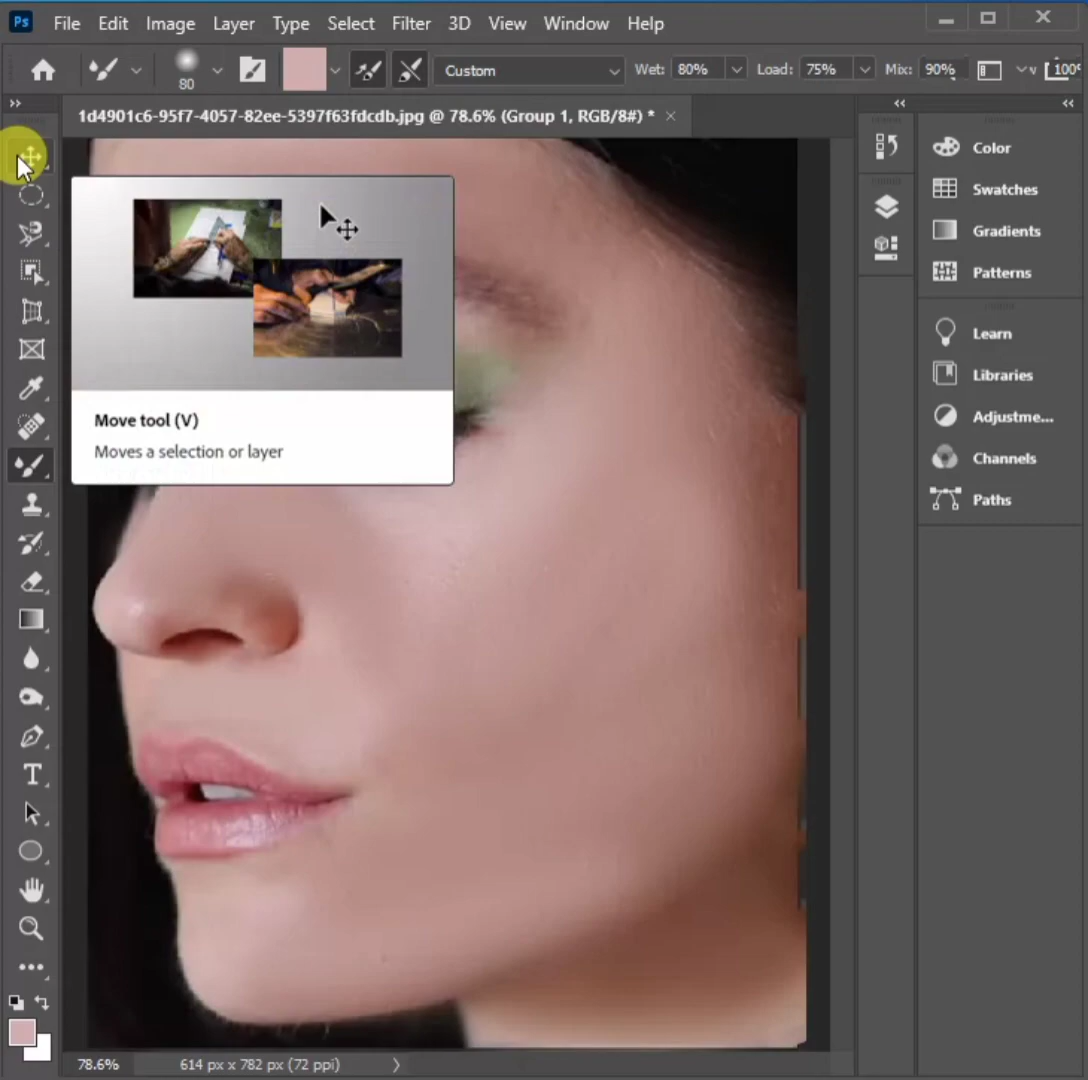 Ps File Edit Image Layer Type Select Filter 3D View Window Help
80 Custom Wet: 80% Load: 75% Mix: 90% 100%
1d4901c6-95f7-4057-82ee-5397f63fdcdb.jpg @ 78.6% (Group 1, RGB/8#) *
Color
Swatches
Gradients
Patterns
Learn
Libraries
Adjustme...
Channels
Paths
Move tool (V)
Moves a selection or layer
78.6% 614 px x 782 px (72 ppi)